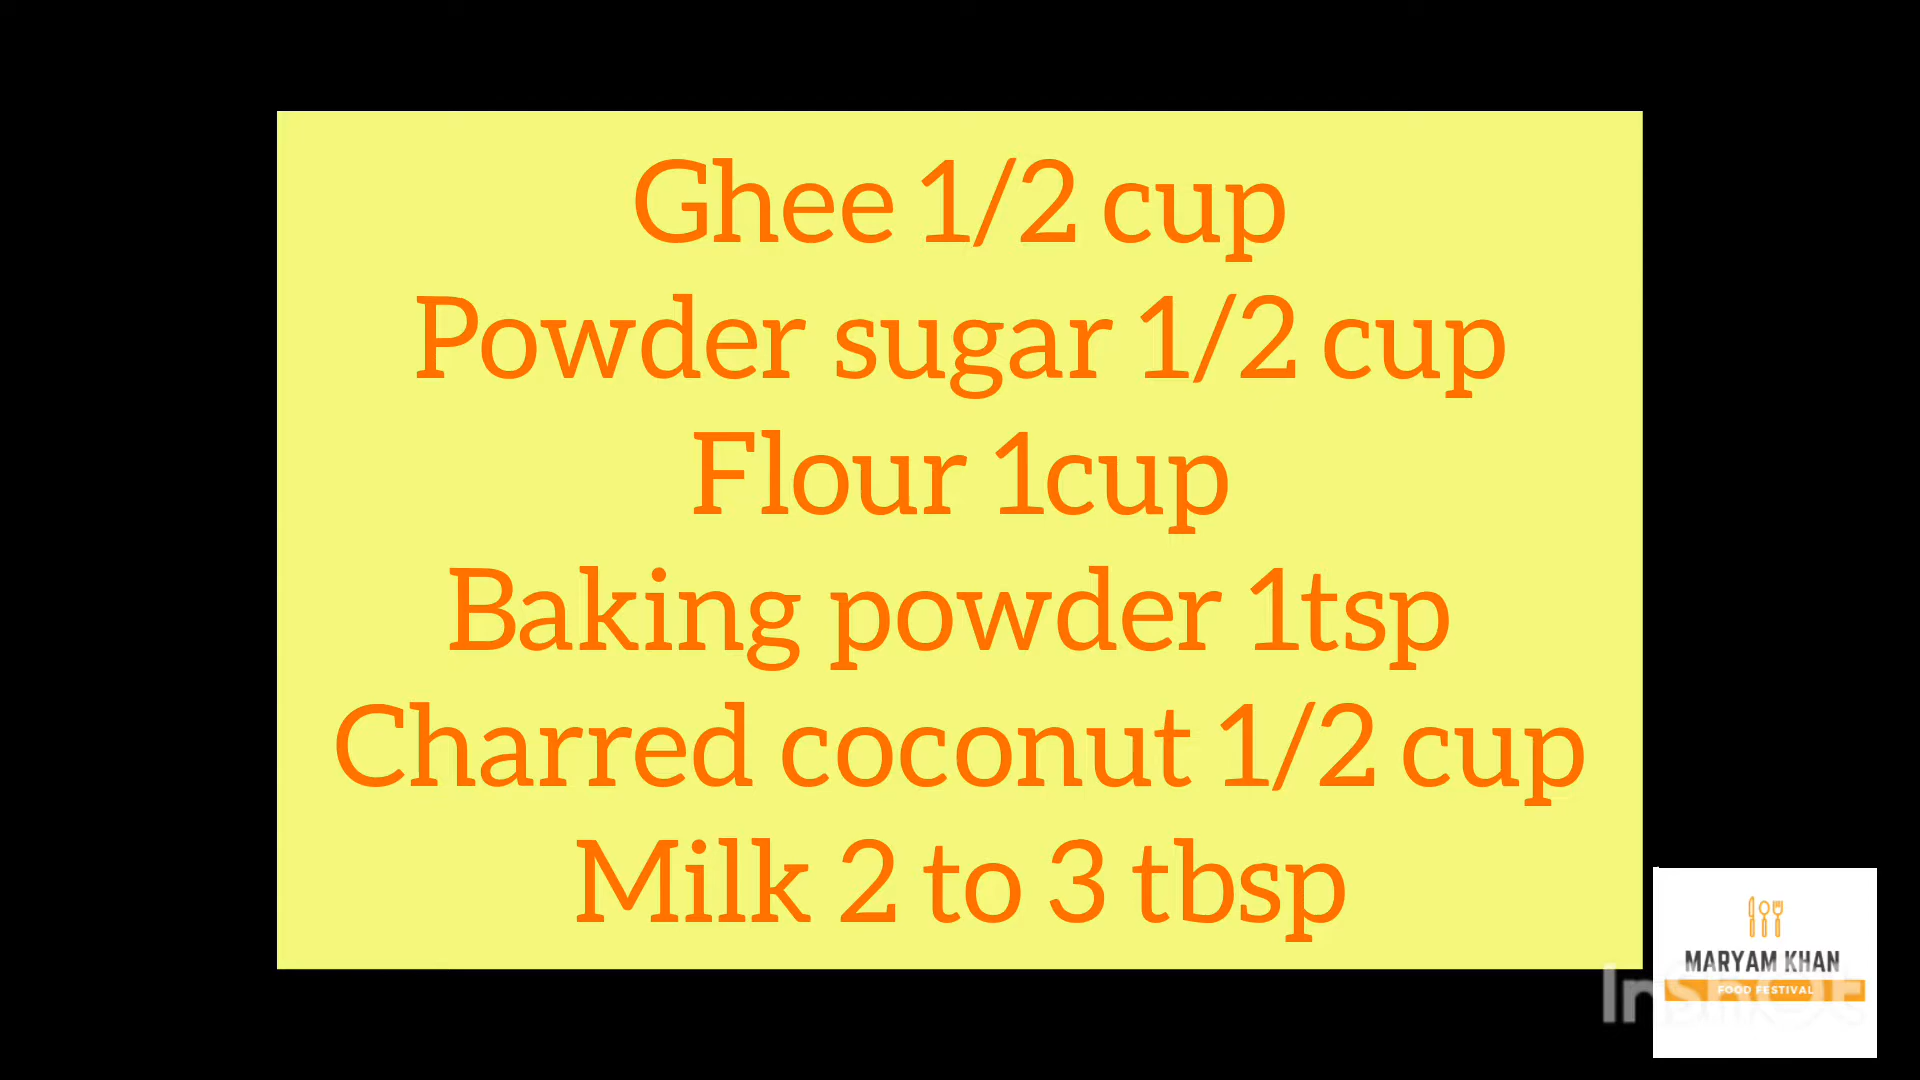 Ghee 1/2 cup
Powder sugar 1/2 cup
Flour 1cup
Baking powder 1tsp
Charred coconut 1/2 cup
Milk 2 to 3 tbsp
MARYAM KHAN
FOOD FESTIVAL
InShOt